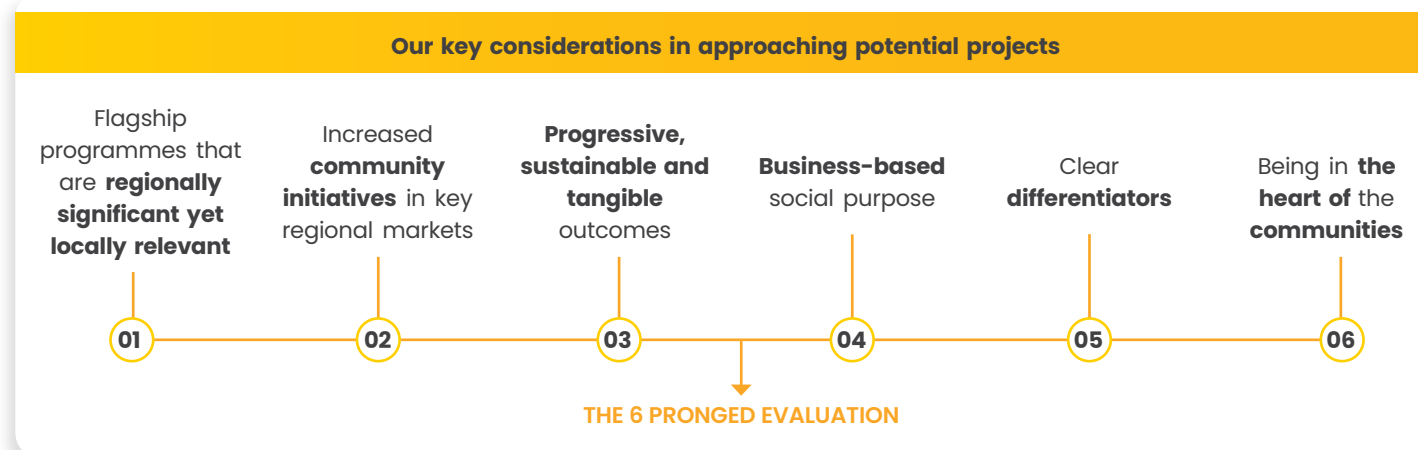 Our key considerations in approaching potential projects
Flagship
programmes that
are regionally
significant yet
locally relevant
Increased
community
initiatives in key
regional markets
Progressive,
sustainable and
tangible
outcomes
Business-based
social purpose
Clear
differentiators
Being in the
heart of the
communities
01
02
03
04
05
06
THE 6 PRONGED EVALUATION